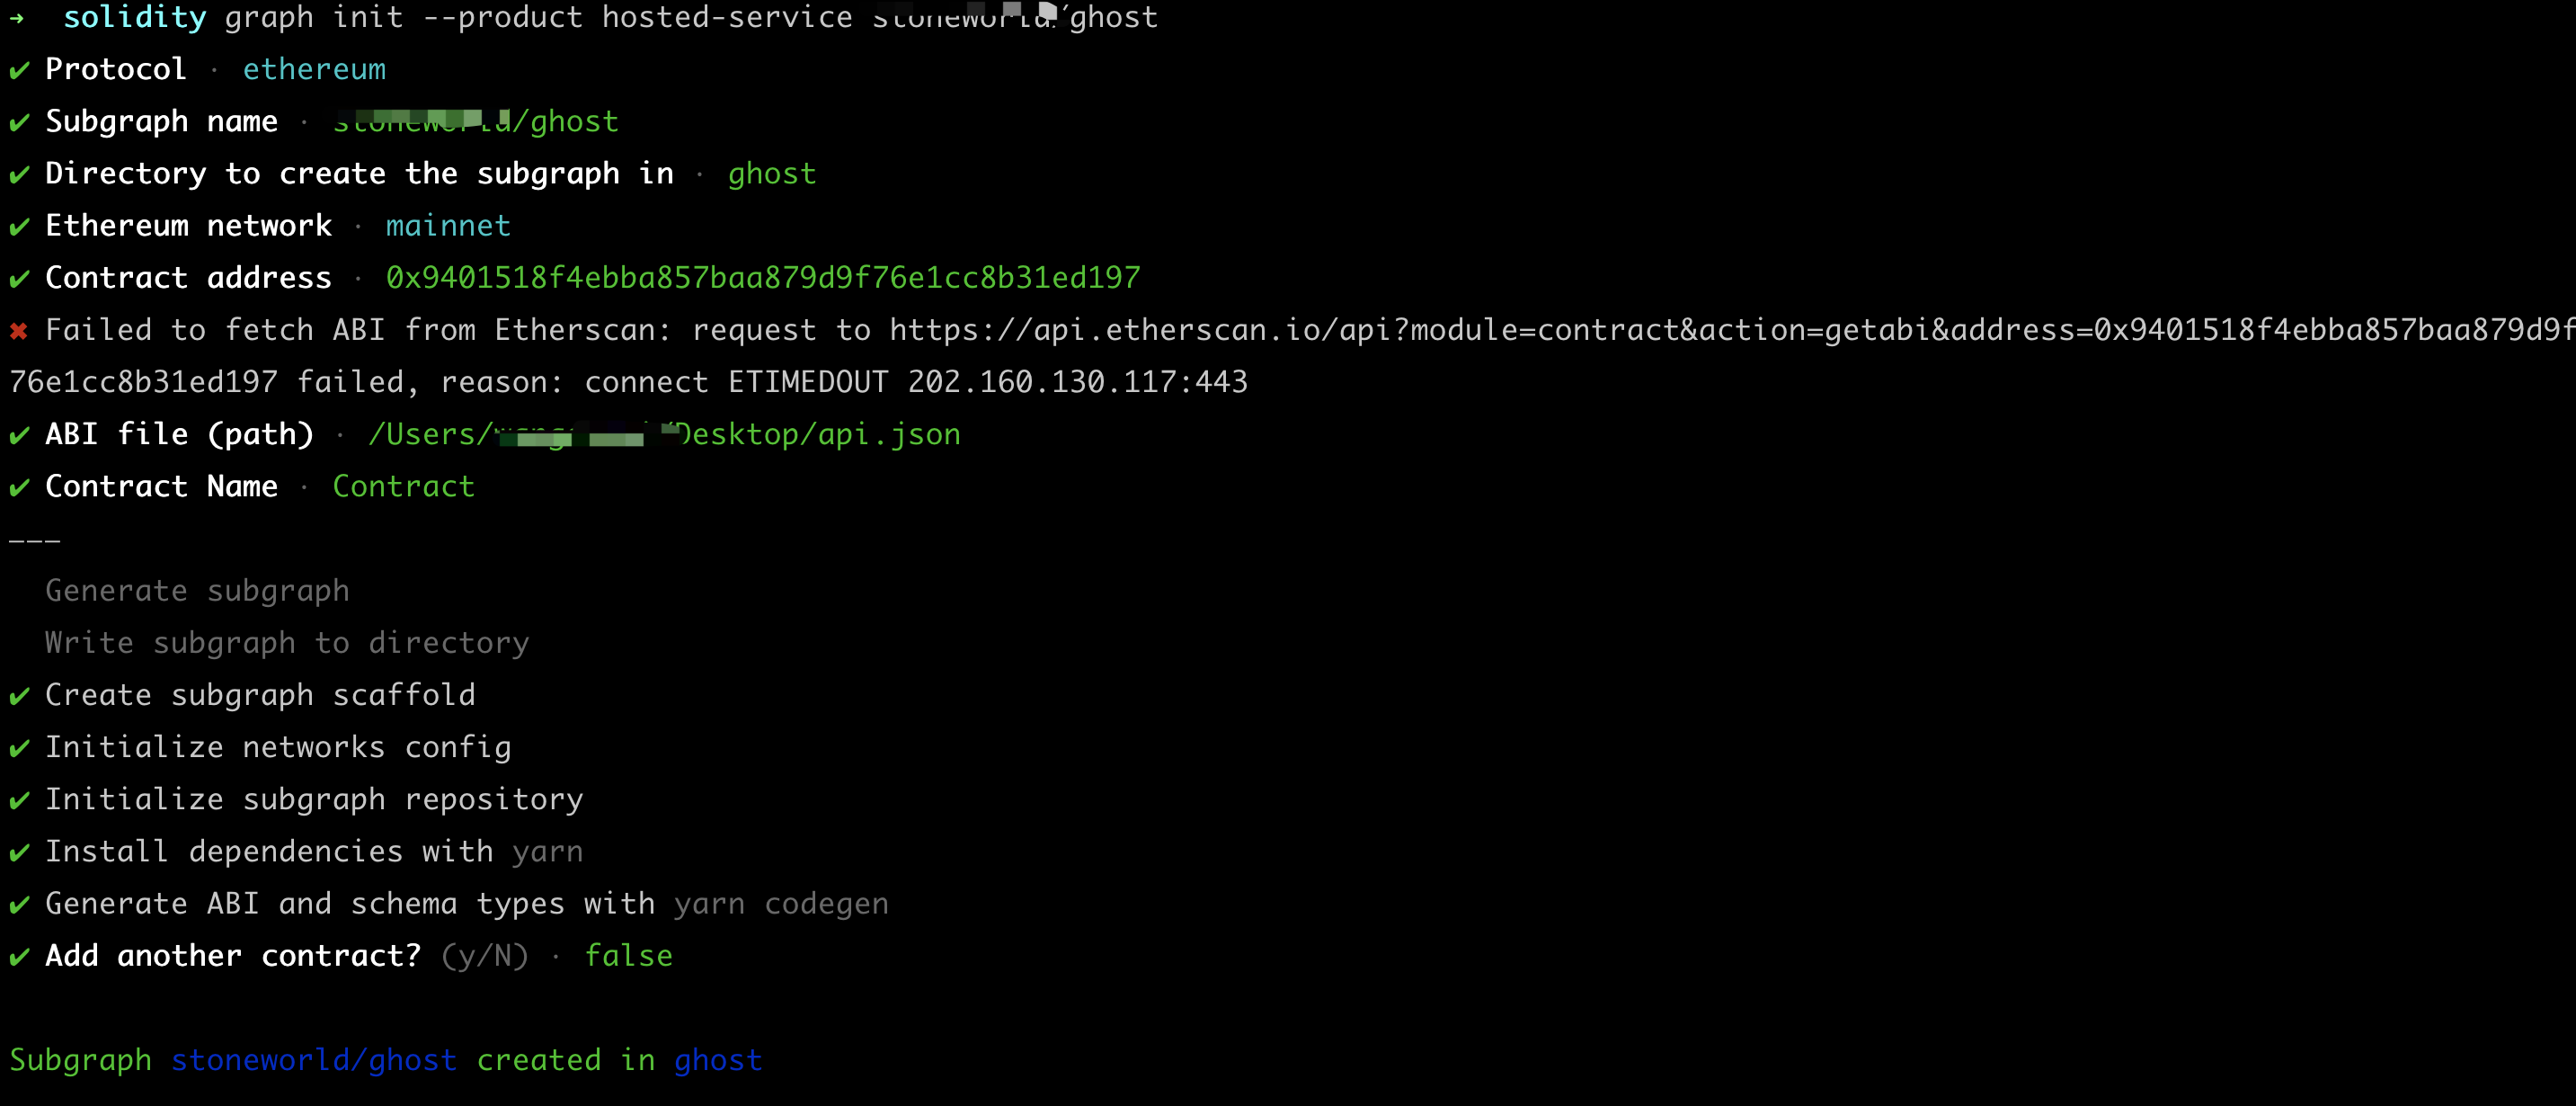 → solidity graph init --product hosted-service stoneworld/ghost
✔ Protocol · ethereum
✔ Subgraph name · stoneworld/ghost
✔ Directory to create the subgraph in · ghost
✔ Ethereum network · mainnet
✔ Contract address · 0x9401518f4ebba857baa879d9f76e1cc8b31ed197
✖ Failed to fetch ABI from Etherscan: request to https://api.etherscan.io/api?module=contract&action=getabi&address=0x9401518f4ebba857baa879d9f
76e1cc8b31ed197 failed, reason: connect ETIMEDOUT 202.160.130.117:443
✔ ABI file (path) · /Users/ /Desktop/api.json
✔ Contract Name · Contract
———
Generate subgraph
Write subgraph to directory
✔ Create subgraph scaffold
✔ Initialize networks config
✔ Initialize subgraph repository
✔ Install dependencies with yarn
✔ Generate ABI and schema types with yarn codegen
✔ Add another contract? (y/N) · false
Subgraph stoneworld/ghost created in ghost